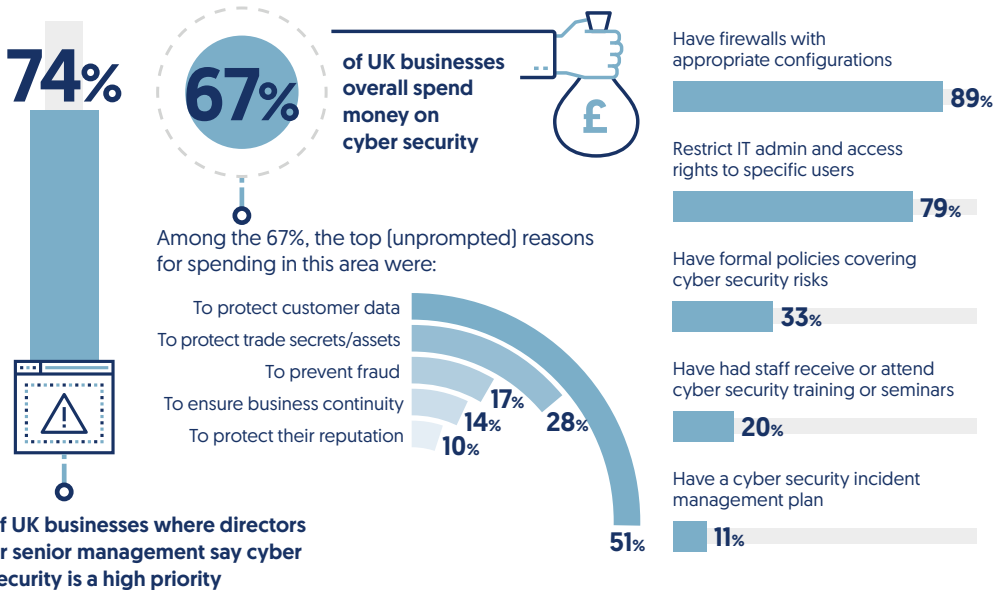 74%
f UK businesses where directors
r senior management say cyber
ecurity is a high priority
67%
of UK businesses
overall spend
money on
cyber security
£
Among the 67%, the top (unprompted) reasons
for spending in this area were:
To protect customer data
To protect trade secrets/assets
To prevent fraud
To ensure business continuity
To protect their reputation
51%
28%
17%
14%
10%
Have firewalls with
appropriate configurations
89%
Restrict IT admin and access
rights to specific users
79%
Have formal policies covering
cyber security risks
33%
Have had staff receive or attend
cyber security training or seminars
20%
Have a cyber security incident
management plan
11%